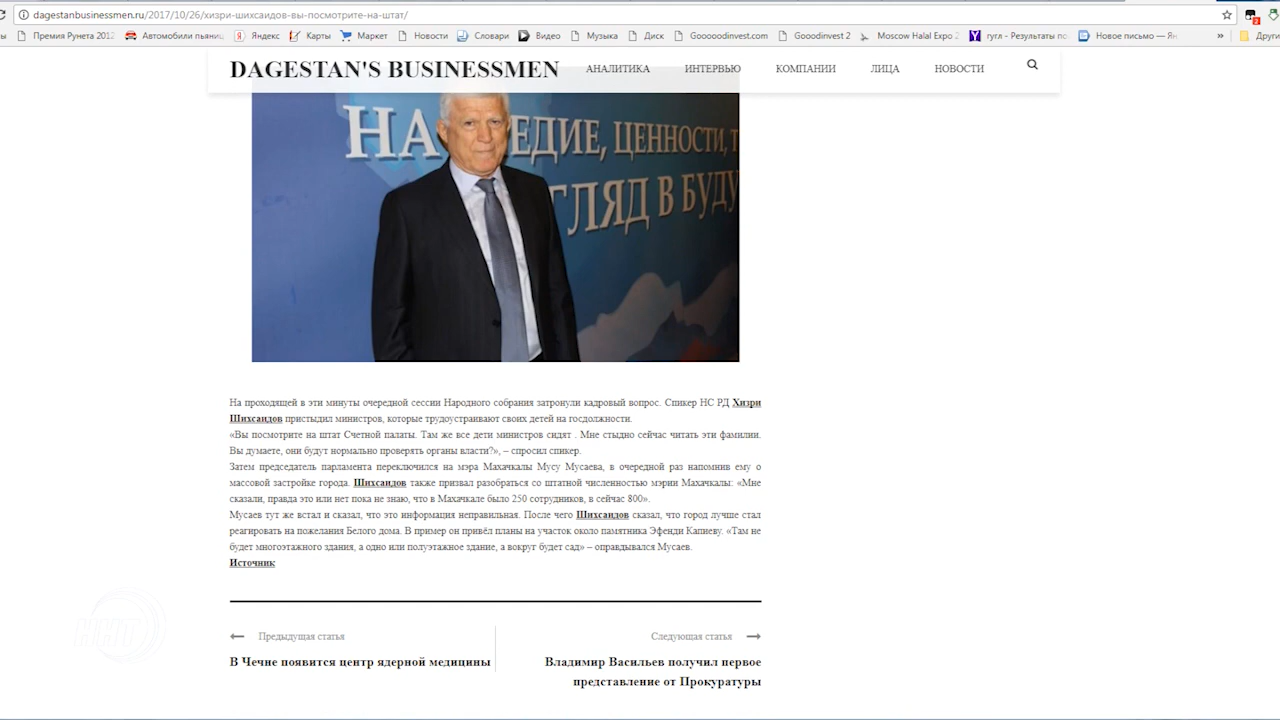 dagestanbusinessmen.ru/2017/10/26/хизри-шихсаидов-вы-посмотрите-на-штат/
Премия Рунета 2012 Автомобили пьяниц Яндекс Карты Маркет Новости Словари Видео Музыка Диск Gooooodinvest.com Gooodinvest 2 Moscow Halal Expo 2 гугл - Результаты по Новое письмо — Ян » Други
DAGESTAN'S BUSINESSMEN АНАЛИТИКА ИНТЕРВЬЮ КОМПАНИИ ЛИЦА НОВОСТИ
НА ЕДИЕ, ЦЕННОСТИ, Т
ГЛЯД В БУДУ
На проходящей в эти минуты очередной сессии Народного собрания затронули кадровый вопрос. Спикер НС РД Хизри
Шихсаидов пристыдил министров, которые трудоустраивают своих детей на госдолжности.
«Вы посмотрите на штат Счетной палаты. Там же все дети министров сидят . Мне стыдно сейчас читать эти фамилии.
Вы думаете, они будут нормально проверять органы власти?», – спросил спикер.
Затем председатель парламента переключился на мэра Махачкалы Мусу Мусаева, в очередной раз напомнив ему о
массовой застройке города. Шихсаидов также призвал разобраться со штатной численностью мэрии Махачкалы: «Мне
сказали, правда это или нет пока не знаю, что в Махачкале было 250 сотрудников, в сейчас 800».
Мусаев тут же встал и сказал, что это информация неправильная. После чего Шихсаидов сказал, что город лучше стал
реагировать на пожелания Белого дома. В пример он привёл планы на участок около памятника Эфенди Капиеву. «Там не
будет многоэтажного здания, а одно или полуэтажное здание, а вокруг будет сад» – оправдывался Мусаев.
Источник
ННТ
Предыдущая статья Следующая статья
В Чечне появится центр ядерной медицины Владимир Васильев получил первое
представление от Прокуратуры